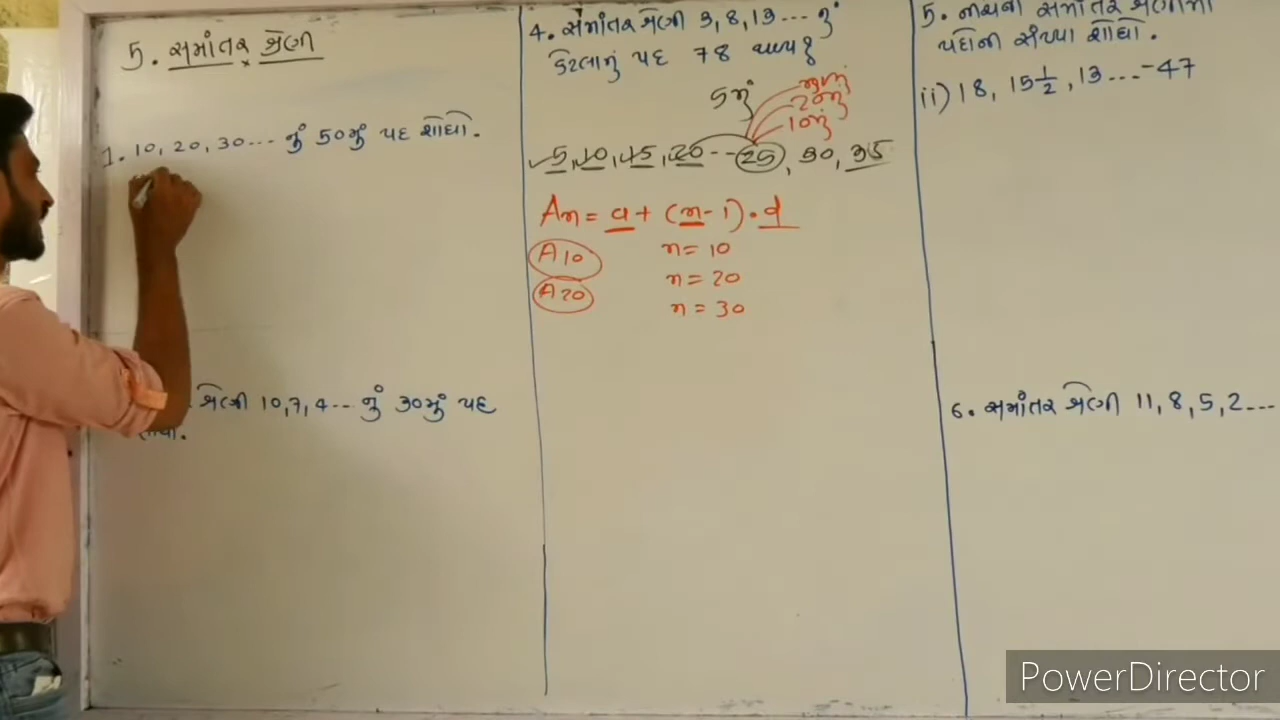 5. સમાંતર શ્રેણી
1. 10, 20, 30... નું 50મું પદ શોધો.
શ્રેણી 10,7,4... નું 30મું પદ
4. સમાંતર શ્રેણી 3, 8, 13... નું
કેટલામું પદ 78 થાય?
5મું
20મું
10મું
5, 10, 15, 20 -- 25, 30, 35
An = a + (n-1).d
A10 n = 10
A20 n = 20
n = 30
5. નીચેની સમાંતર શ્રેણીમાં
પદોની સંખ્યા શોધો.
ii) 18, 15 1/2, 13 ... -47
6. સમાંતર શ્રેણી 11, 8, 5, 2...
PowerDirector